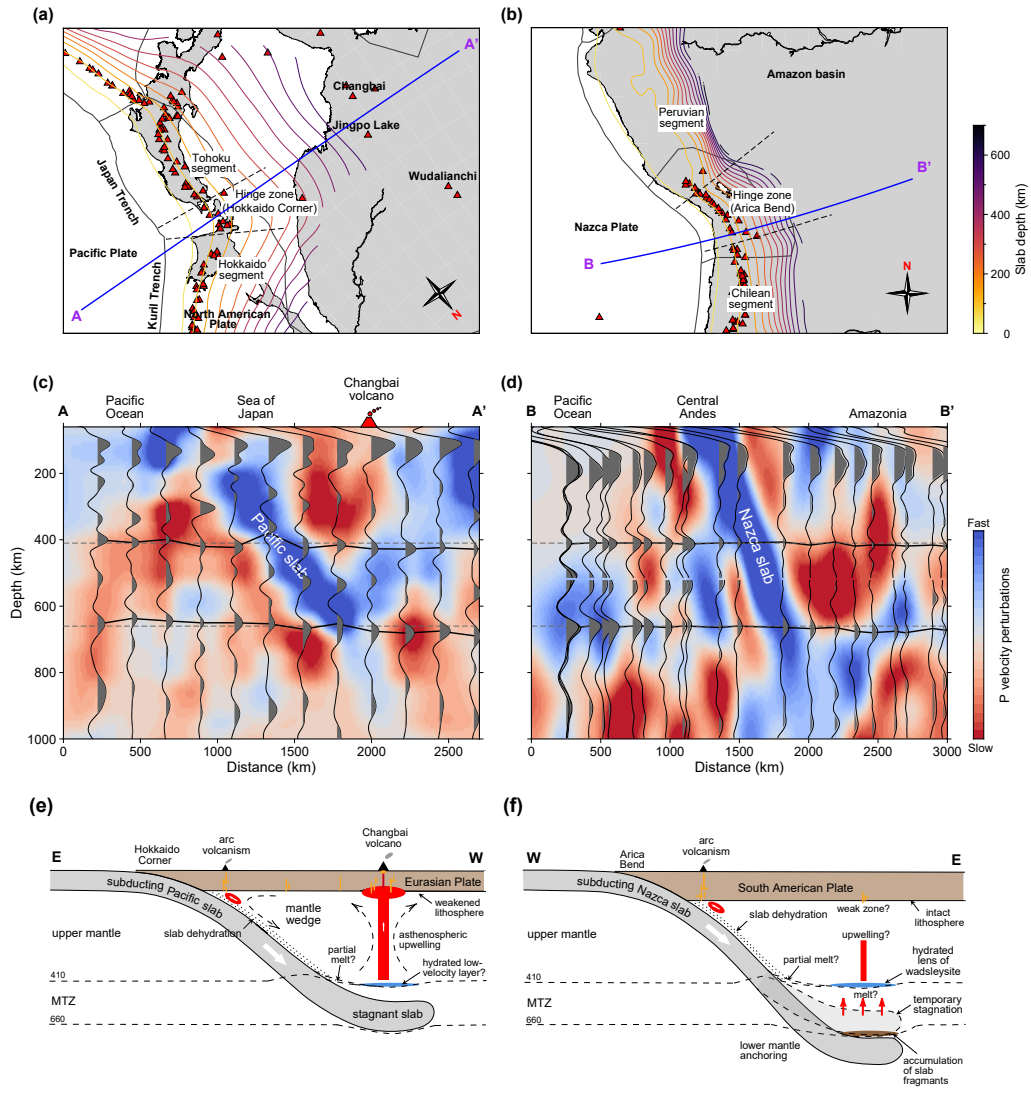 (a)
A'
Changbai
Jingpo Lake
Wudalianchi
Tohoku
segment
Hinge zone
(Hokkaido Corner)
Japan Trench
Pacific Plate
Kuril Trench
Hokkaido
segment
A
North American
Plate
N
(b)
Amazon basin
Peruvian
segment
B'
Hinge zone
(Arica Bend)
Nazca Plate
B
N
Chilean
segment
600
400
200
0
Slab depth (km)
(c)
A
Pacific
Ocean
Sea of
Japan
Changbai
volcano
A'
200
400
600
800
1000
Depth (km)
Pacific slab
0
500
1000
1500
2000
2500
Distance (km)
(d)
B
Pacific
Ocean
Central
Andes
Amazonia
B'
Nazca slab
0
500
1000
1500
2000
2500
3000
Distance (km)
Fast
P velocity perturbations
Slow
(e)
E
Hokkaido
Corner
arc
volcanism
Changbai
volcano
W
subducting Pacific slab
Eurasian Plate
mantle
wedge
weakened
lithosphere
slab dehydration
upper mantle
asthenospheric
upwelling
partial
melt?
hydrated low-
velocity layer?
410
MTZ
stagnant slab
660
(f)
W
Arica
Bend
arc
volcanism
E
subducting Nazca slab
South American Plate
weak zone?
intact
lithosphere
slab dehydration
upper mantle
upwelling?
partial melt?
hydrated
lens of
wadsleysite
410
melt?
MTZ
temporary
stagnation
660
lower mantle
anchoring
accumulation
of slab
fragments